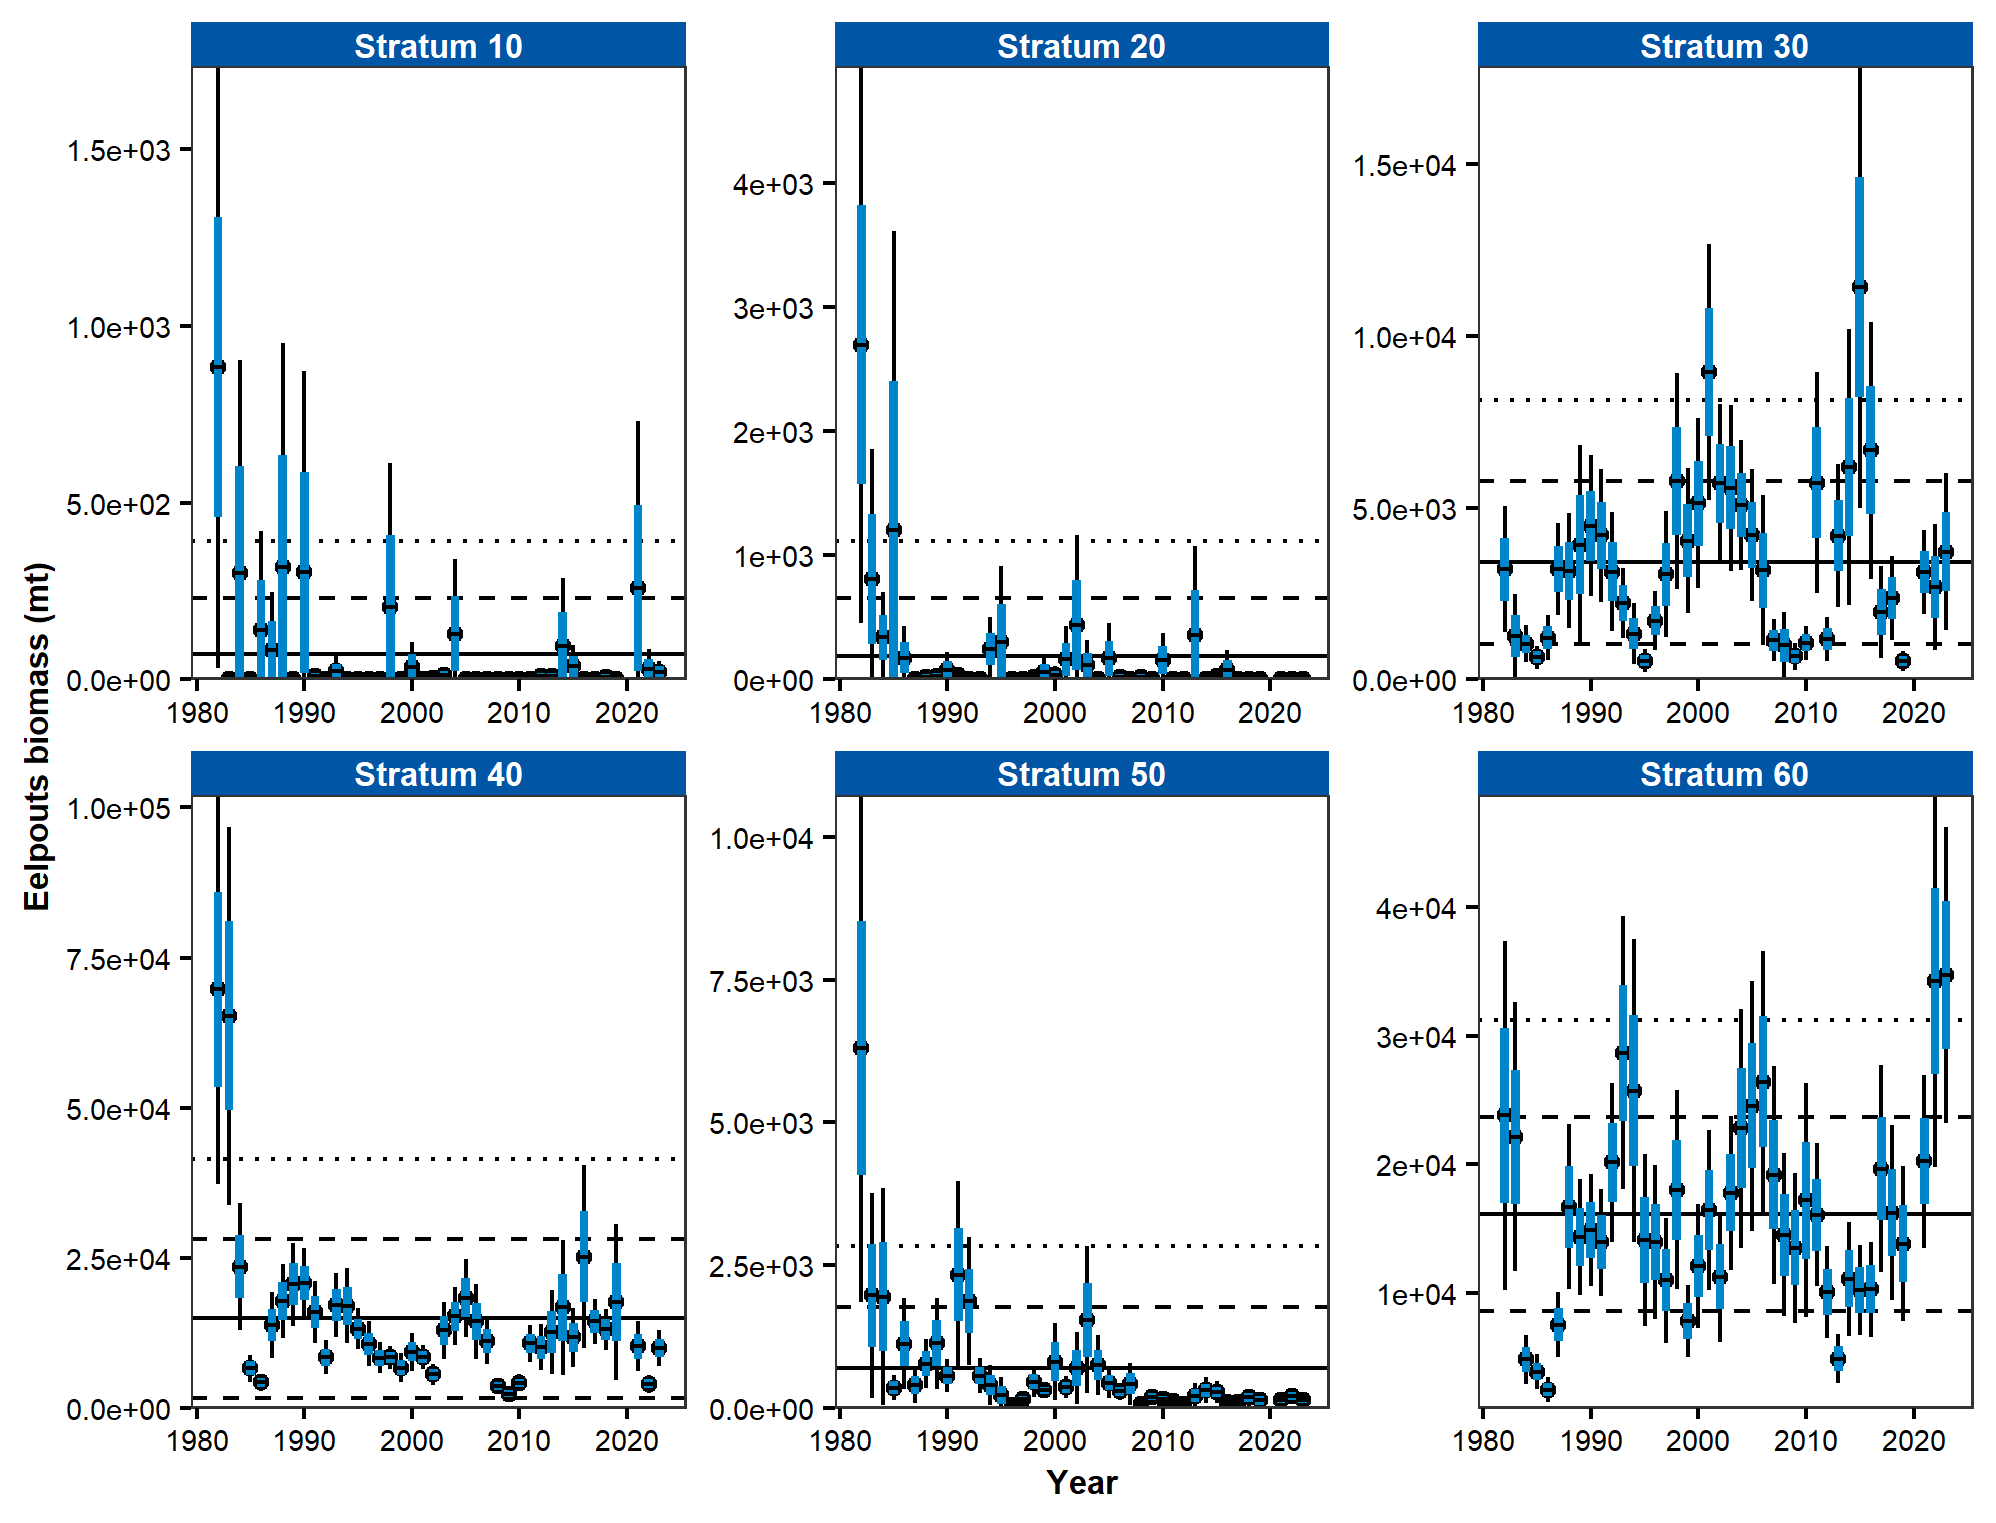 Stratum 10 Stratum 20 Stratum 30
1.5e+03
1.0e+03
5.0e+02
0.0e+00
4e+03
3e+03
2e+03
1e+03
0e+00
1.5e+04
1.0e+04
5.0e+03
0.0e+00
1980 1990 2000 2010 2020
1980 1990 2000 2010 2020
1980 1990 2000 2010 2020
Eelpouts biomass (mt)
Stratum 40 Stratum 50 Stratum 60
1.0e+05
7.5e+04
5.0e+04
2.5e+04
0.0e+00
1.0e+04
7.5e+03
5.0e+03
2.5e+03
0.0e+00
4e+04
3e+04
2e+04
1e+04
1980 1990 2000 2010 2020
1980 1990 2000 2010 2020
1980 1990 2000 2010 2020
Year